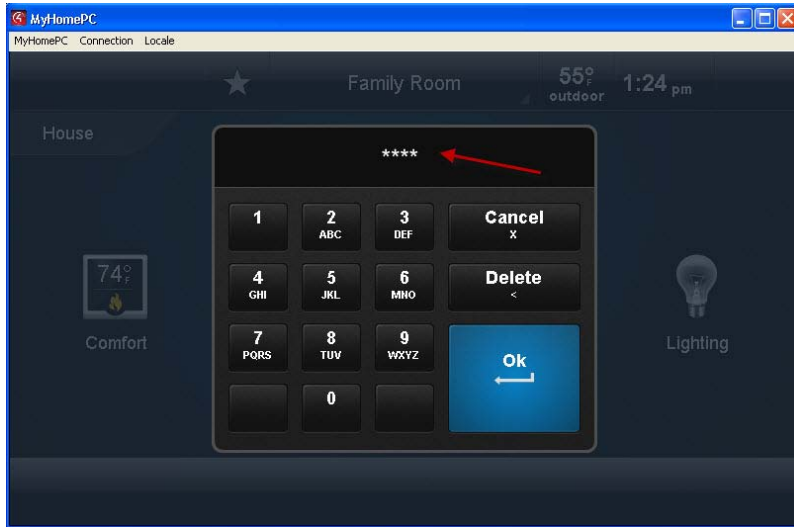 MyHomePC
MyHomePC Connection Locale
Family Room 55°F outdoor 1:24 pm
House
****
1 2 ABC 3 DEF Cancel x
4 GHI 5 JKL 6 MNO Delete <
74°F
7 PQRS 8 TUV 9 WXYZ Ok
Comfort Lighting
0